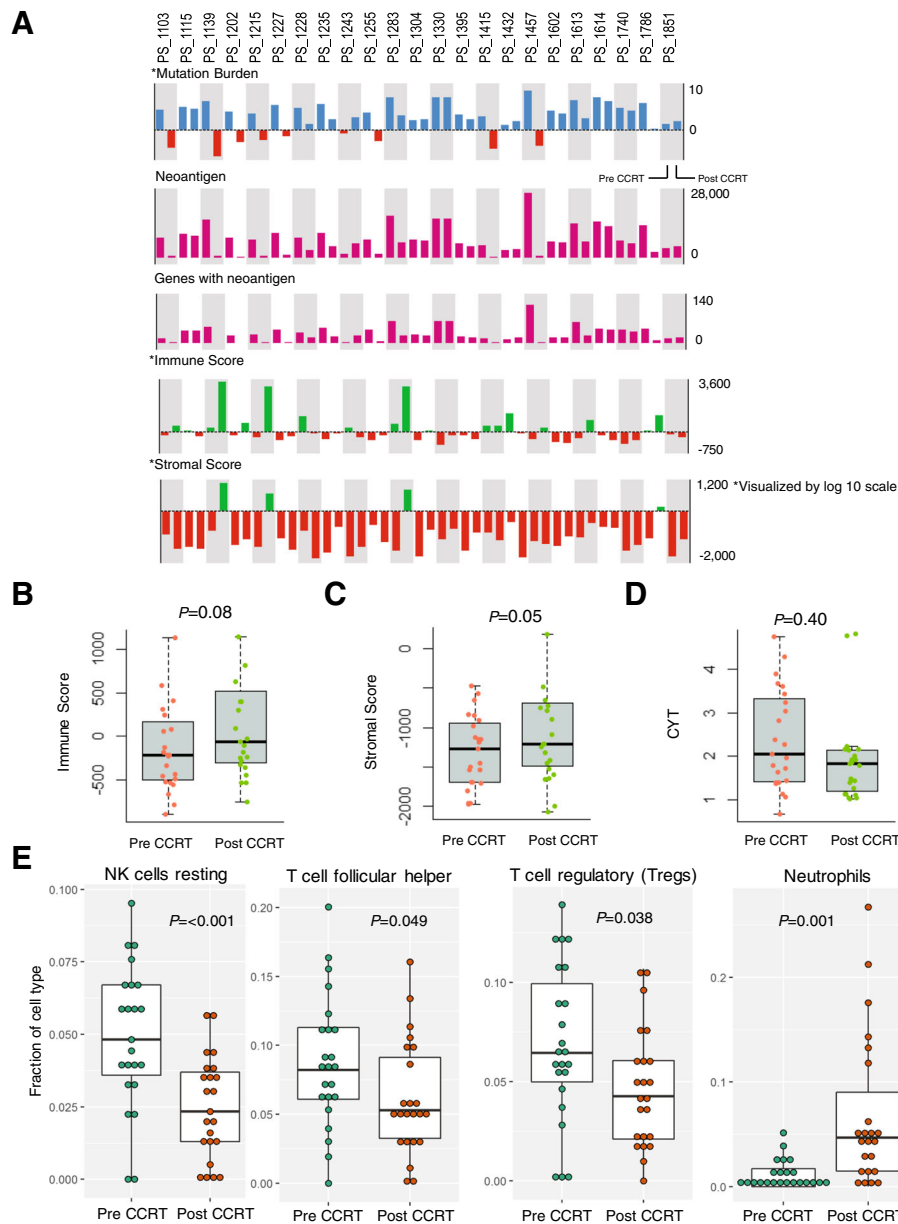 A
PS_1103 PS_1115 PS_1139 PS_1202 PS_1215 PS_1227 PS_1228 PS_1235 PS_1243 PS_1255 PS_1283 PS_1304 PS_1330 PS_1395 PS_1415 PS_1432 PS_1457 PS_1602 PS_1613 PS_1614 PS_1740 PS_1786 PS_1851
*Mutation Burden
10
0
Pre CCRT Post CCRT
Neoantigen
28,000
0
Genes with neoantigen
140
0
*Immune Score
3,600
-750
*Stromal Score
1,200 *Visualized by log 10 scale
-2,000
B
P=0.08
Immune Score
1000
500
0
-500
Pre CCRT Post CCRT
C
P=0.05
Stromal Score
0
-1000
-2000
Pre CCRT Post CCRT
D
P=0.40
CYT
4
3
2
1
Pre CCRT Post CCRT
E
Fraction of cell type
NK cells resting
P=<0.001
0.100
0.075
0.050
0.025
0.000
Pre CCRT Post CCRT
T cell follicular helper
P=0.049
0.20
0.15
0.10
0.05
0.00
Pre CCRT Post CCRT
T cell regulatory (Tregs)
P=0.038
0.10
0.05
0.00
Pre CCRT Post CCRT
Neutrophils
P=0.001
0.2
0.1
0.0
Pre CCRT Post CCRT